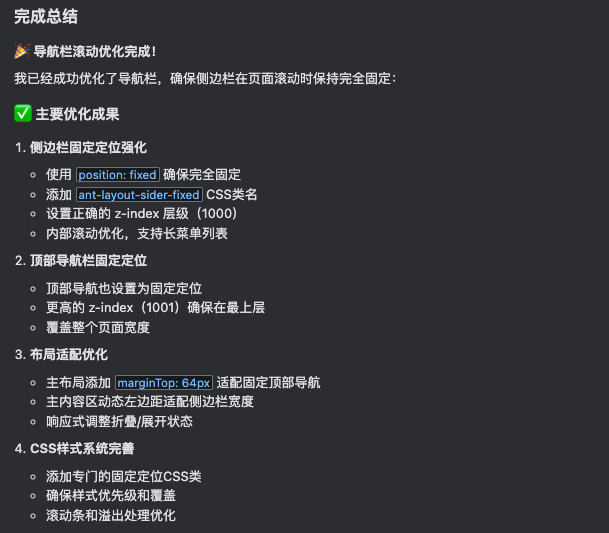 完成总结
🎉 导航栏滚动优化完成！
我已经成功优化了导航栏，确保侧边栏在页面滚动时保持完全固定：
✅ 主要优化成果
1. 侧边栏固定定位强化
◦ 使用 position: fixed 确保完全固定
◦ 添加 ant-layout-sider-fixed CSS类名
◦ 设置正确的 z-index 层级（1000）
◦ 内部滚动优化，支持长菜单列表
2. 顶部导航栏固定定位
◦ 顶部导航也设置为固定定位
◦ 更高的 z-index（1001）确保在最上层
◦ 覆盖整个页面宽度
3. 布局适配优化
◦ 主布局添加 marginTop: 64px 适配固定顶部导航
◦ 主内容区动态左边距适配侧边栏宽度
◦ 响应式调整折叠/展开状态
4. CSS样式系统完善
◦ 添加专门的固定定位CSS类
◦ 确保样式优先级和覆盖
◦ 滚动条和溢出处理优化